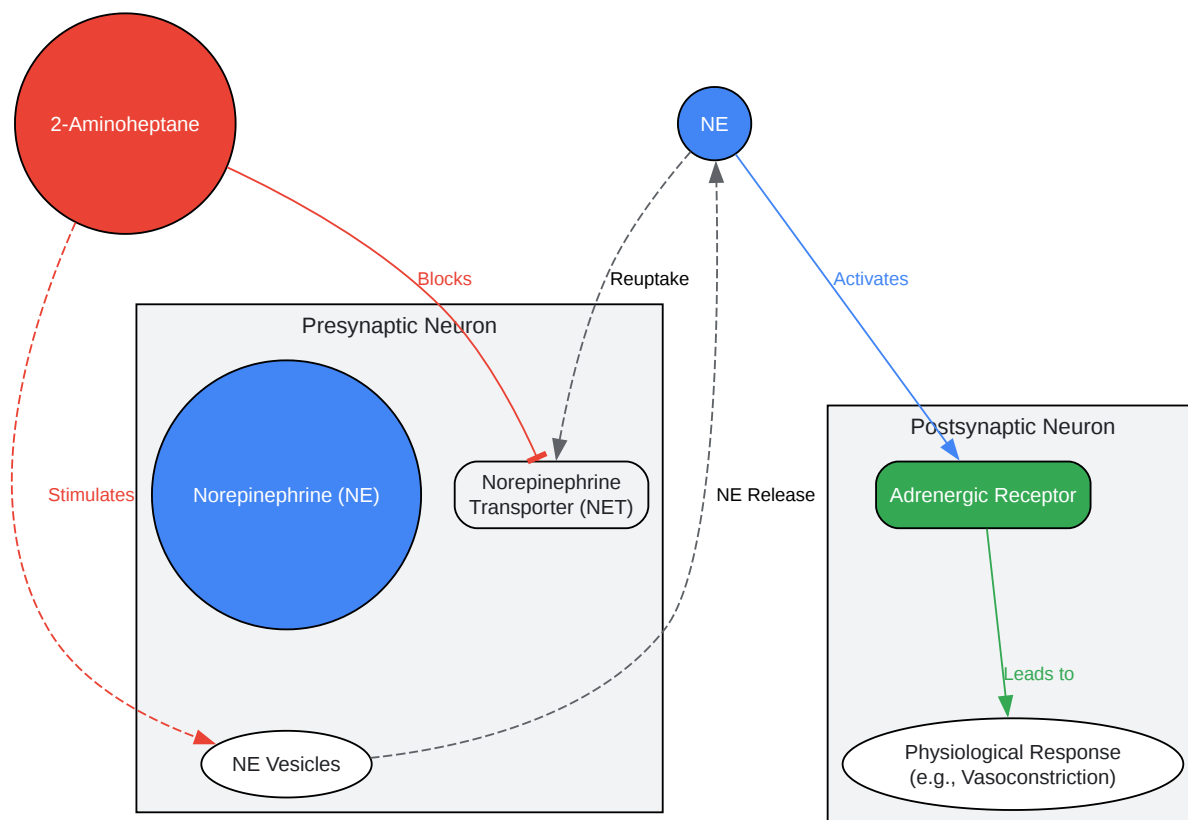 2-Aminoheptane
NE
Blocks
Reuptake
Activates
Presynaptic Neuron
Postsynaptic Neuron
Stimulates
Norepinephrine (NE)
Norepinephrine
Transporter (NET)
NE Release
Adrenergic Receptor
Leads to
NE Vesicles
Physiological Response
(e.g., Vasoconstriction)